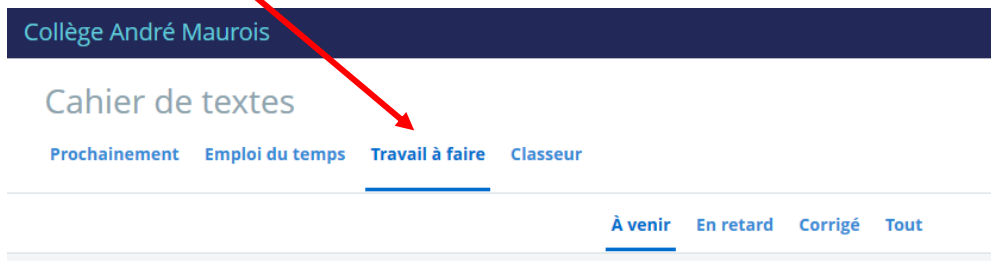 Collège André Maurois
Cahier de textes
Prochainement Emploi du temps Travail à faire Classeur
À venir En retard Corrigé Tout